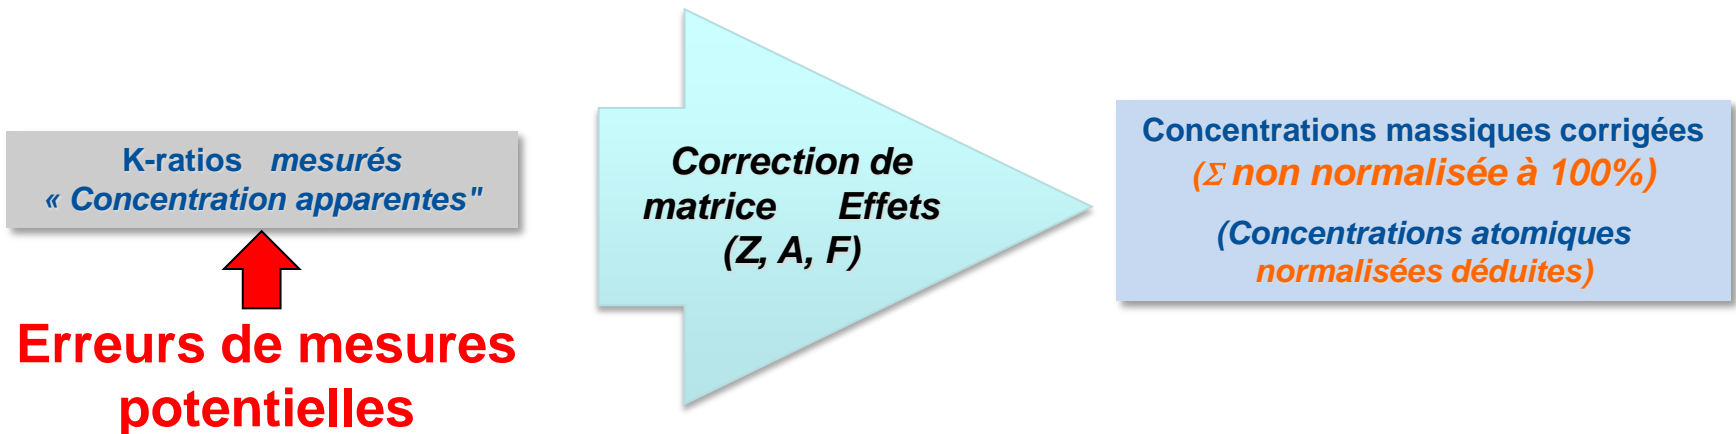 K-ratios mesurés
« Concentration apparentes"
Erreurs de mesures
potentielles
Correction de
matrice Effets
(Z, A, F)
Concentrations massiques corrigées
(Σ non normalisée à 100%)
(Concentrations atomiques
normalisées déduites)